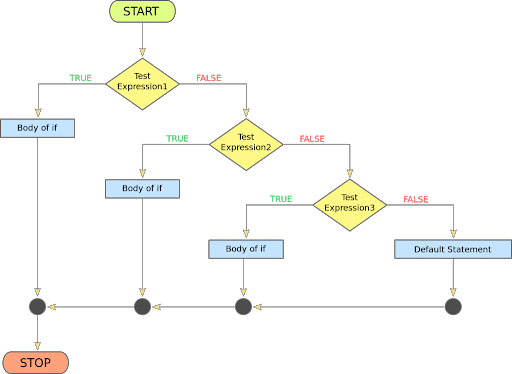 START
Test
Expression1
TRUE
FALSE
Body of if
Test
Expression2
TRUE
FALSE
Body of if
Test
Expression3
TRUE
FALSE
Body of if
Default Statement
STOP